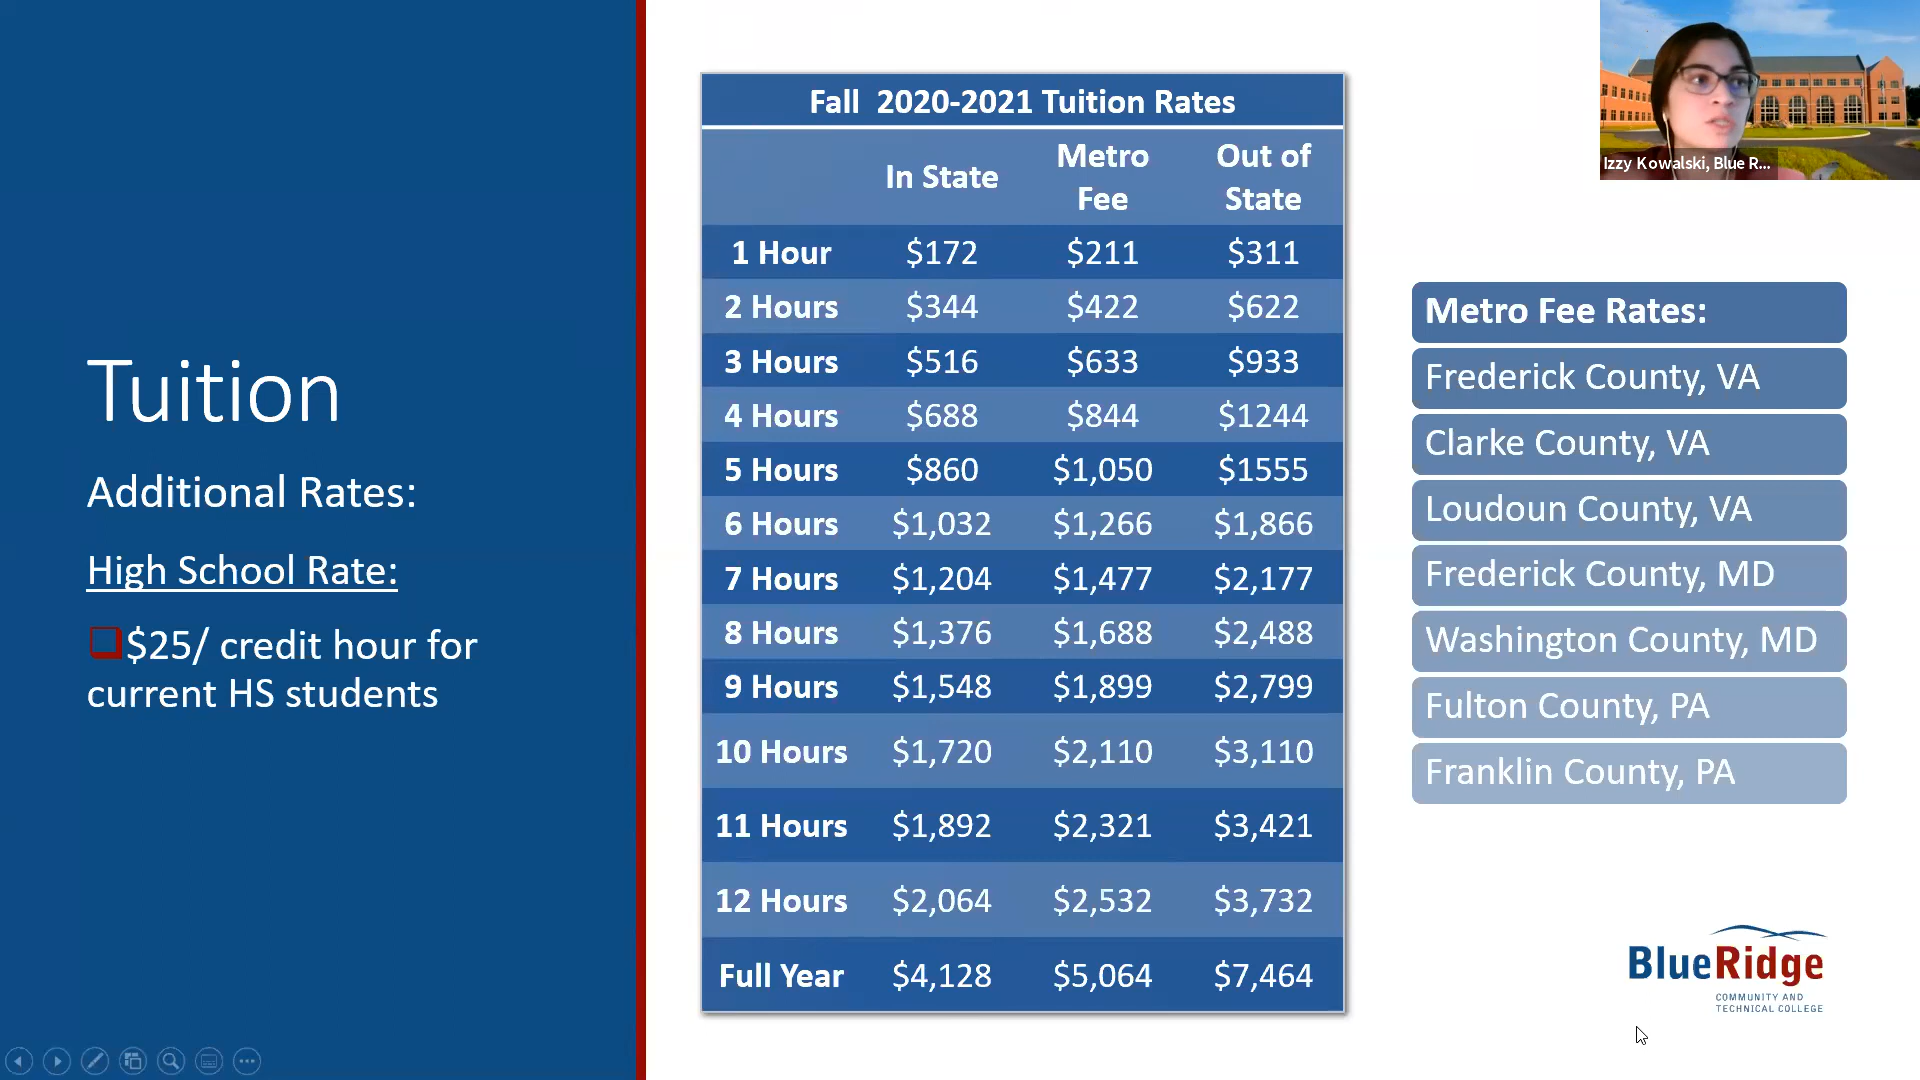 Tuition
Additional Rates:
High School Rate:
$25/ credit hour for
current HS students
Fall 2020-2021 Tuition Rates
In State Metro Fee Out of State
1 Hour $172 $211 $311
2 Hours $344 $422 $622
3 Hours $516 $633 $933
4 Hours $688 $844 $1244
5 Hours $860 $1,050 $1555
6 Hours $1,032 $1,266 $1,866
7 Hours $1,204 $1,477 $2,177
8 Hours $1,376 $1,688 $2,488
9 Hours $1,548 $1,899 $2,799
10 Hours $1,720 $2,110 $3,110
11 Hours $1,892 $2,321 $3,421
12 Hours $2,064 $2,532 $3,732
Full Year $4,128 $5,064 $7,464
Izzy Kowalski, Blue R...
Metro Fee Rates:
Frederick County, VA
Clarke County, VA
Loudoun County, VA
Frederick County, MD
Washington County, MD
Fulton County, PA
Franklin County, PA
BlueRidge
COMMUNITY AND
TECHNICAL COLLEGE